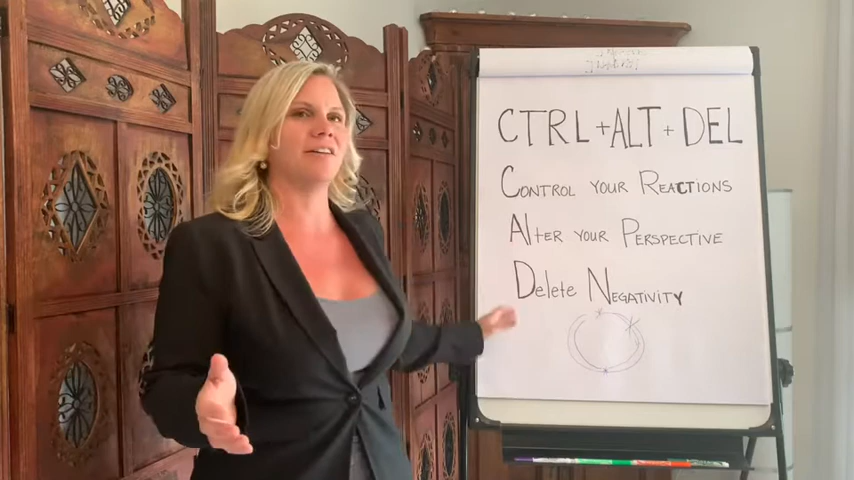 CTRL+ALT+DEL
CONTROL YOUR REACTIONS
ALTER YOUR PERSPECTIVE
DELETE NEGATIVITY